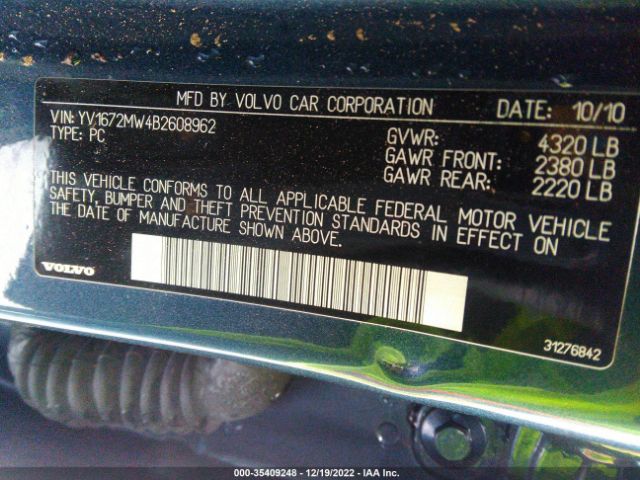 MFD BY VOLVO CAR CORPORATION DATE: 10/10
VIN: YV1672MW4B2608962
TYPE: PC
GVWR: 4320 LB
GAWR FRONT: 2380 LB
GAWR REAR: 2220 LB
THIS VEHICLE CONFORMS TO ALL APPLICABLE FEDERAL MOTOR VEHICLE
SAFETY, BUMPER AND THEFT PREVENTION STANDARDS IN EFFECT ON
THE DATE OF MANUFACTURE SHOWN ABOVE.
VOLVO
31276842
000-35409248 - 12/19/2022 - IAA Inc.